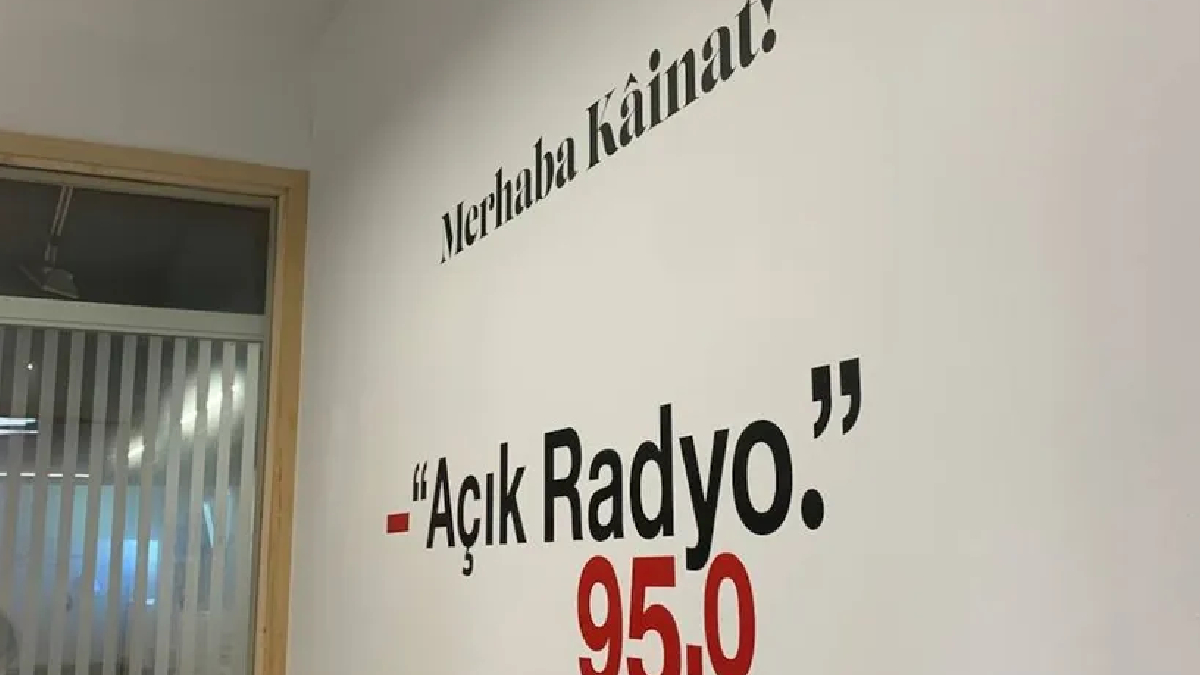 Merhaba Kâinat!
–“Açık Radyo.”
95.0